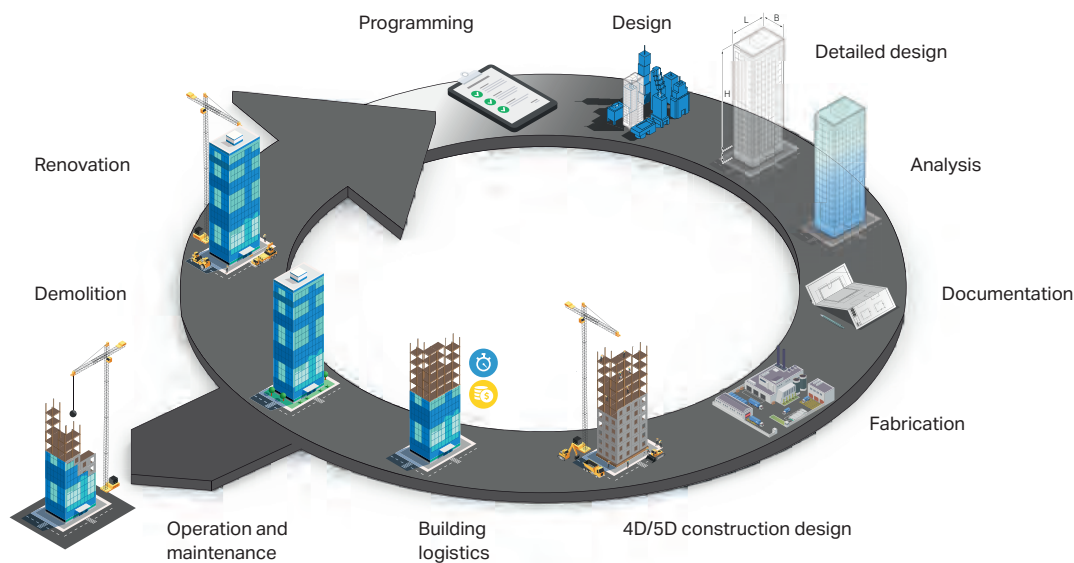 Programming
Design
L
B
Detailed design
H
Renovation
Analysis
Demolition
Documentation
$
Fabrication
Operation and
maintenance
Building
logistics
4D/5D construction design